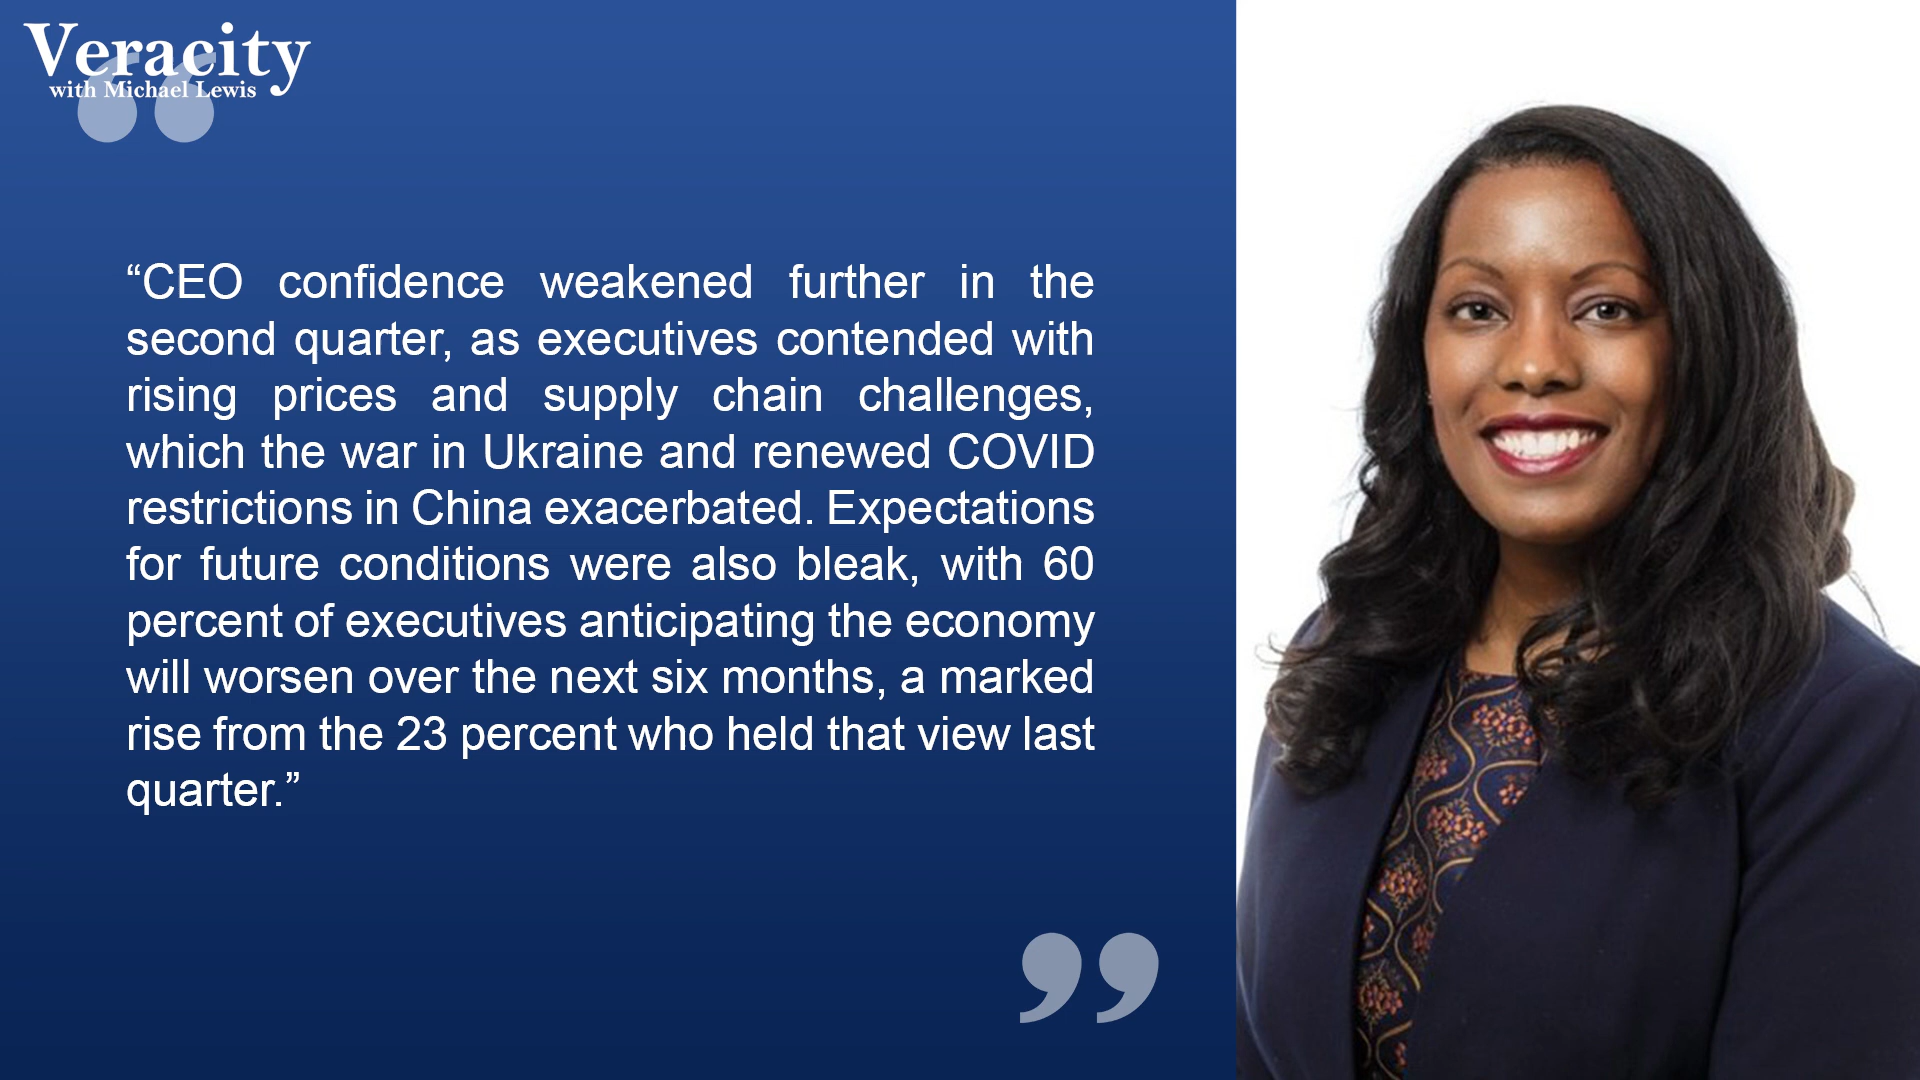 Veracity
with Michael Lewis
“CEO confidence weakened further in the
second quarter, as executives contended with
rising prices and supply chain challenges,
which the war in Ukraine and renewed COVID
restrictions in China exacerbated. Expectations
for future conditions were also bleak, with 60
percent of executives anticipating the economy
will worsen over the next six months, a marked
rise from the 23 percent who held that view last
quarter.”